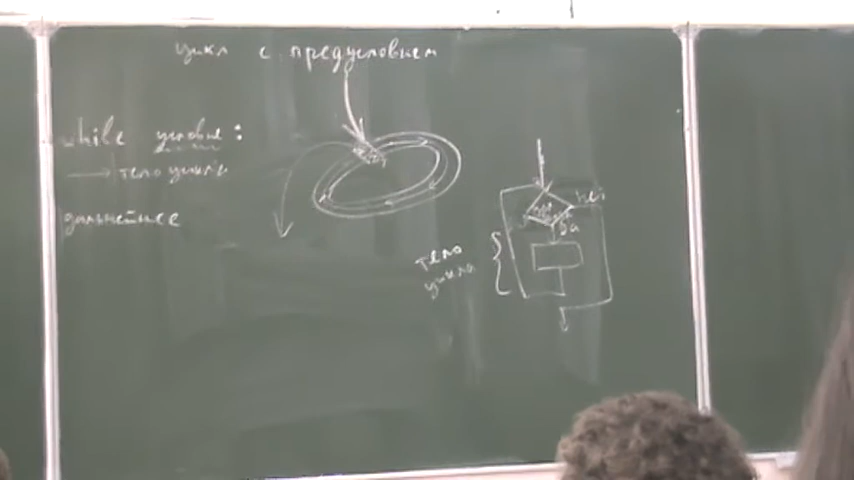 цикл с предусловием
while условие:
→ тело цикла
дальнейшее
нет
да
тело
цикла